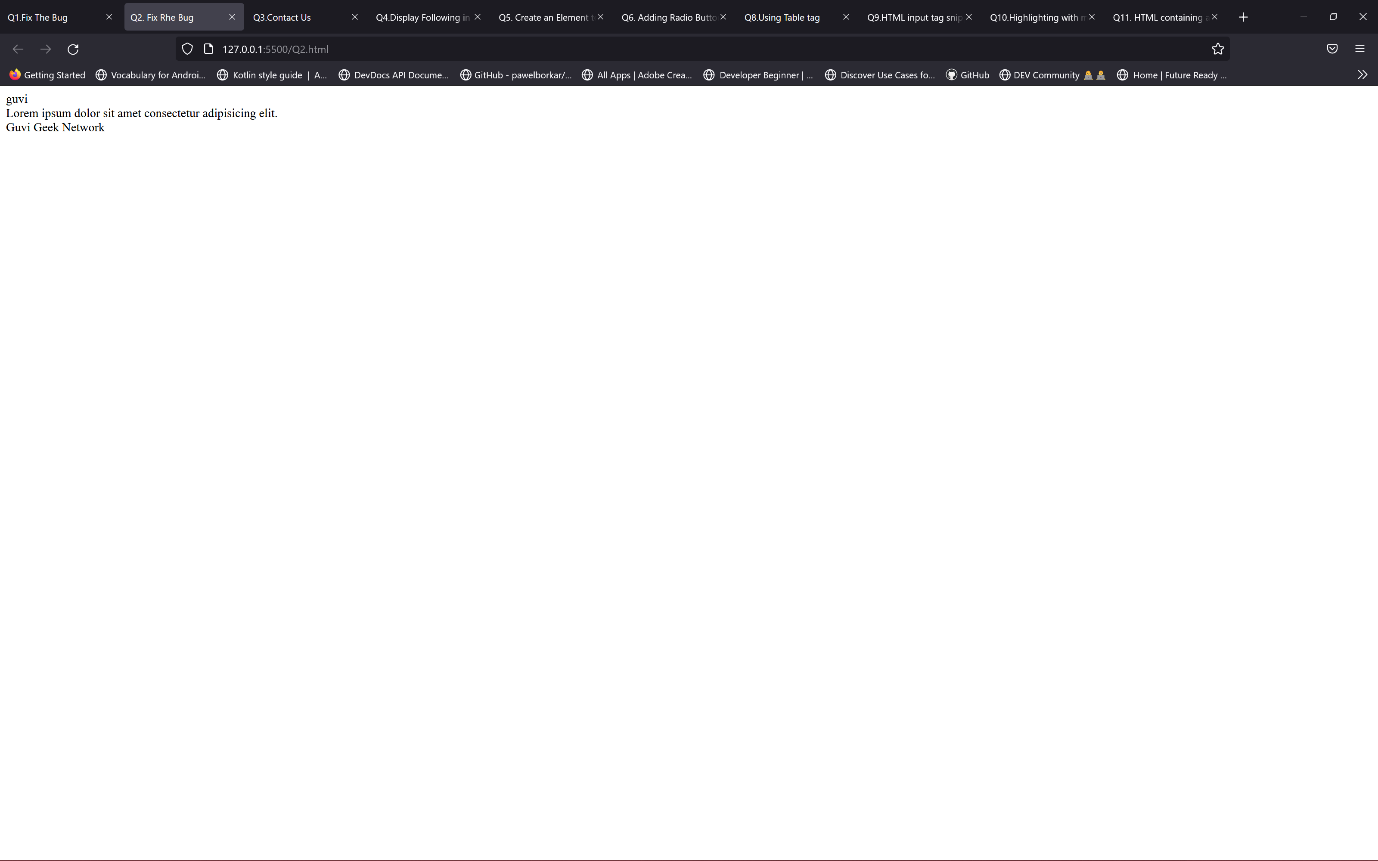 Q1.Fix The Bug
Q2. Fix Rhe Bug
Q3.Contact Us
Q4.Display Following in
Q5. Create an Element t
Q6. Adding Radio Butto
Q8.Using Table tag
Q9.HTML input tag snip
Q10.Highlighting with m
Q11. HTML containing a
127.0.0.1:5500/Q2.html
Getting Started
Vocabulary for Androi...
Kotlin style guide | A...
DevDocs API Docume...
GitHub - pawelborkar/...
All Apps | Adobe Crea...
Developer Beginner | ...
Discover Use Cases fo...
GitHub
DEV Community
Home | Future Ready ...
guvi
Lorem ipsum dolor sit amet consectetur adipisicing elit.
Guvi Geek Network